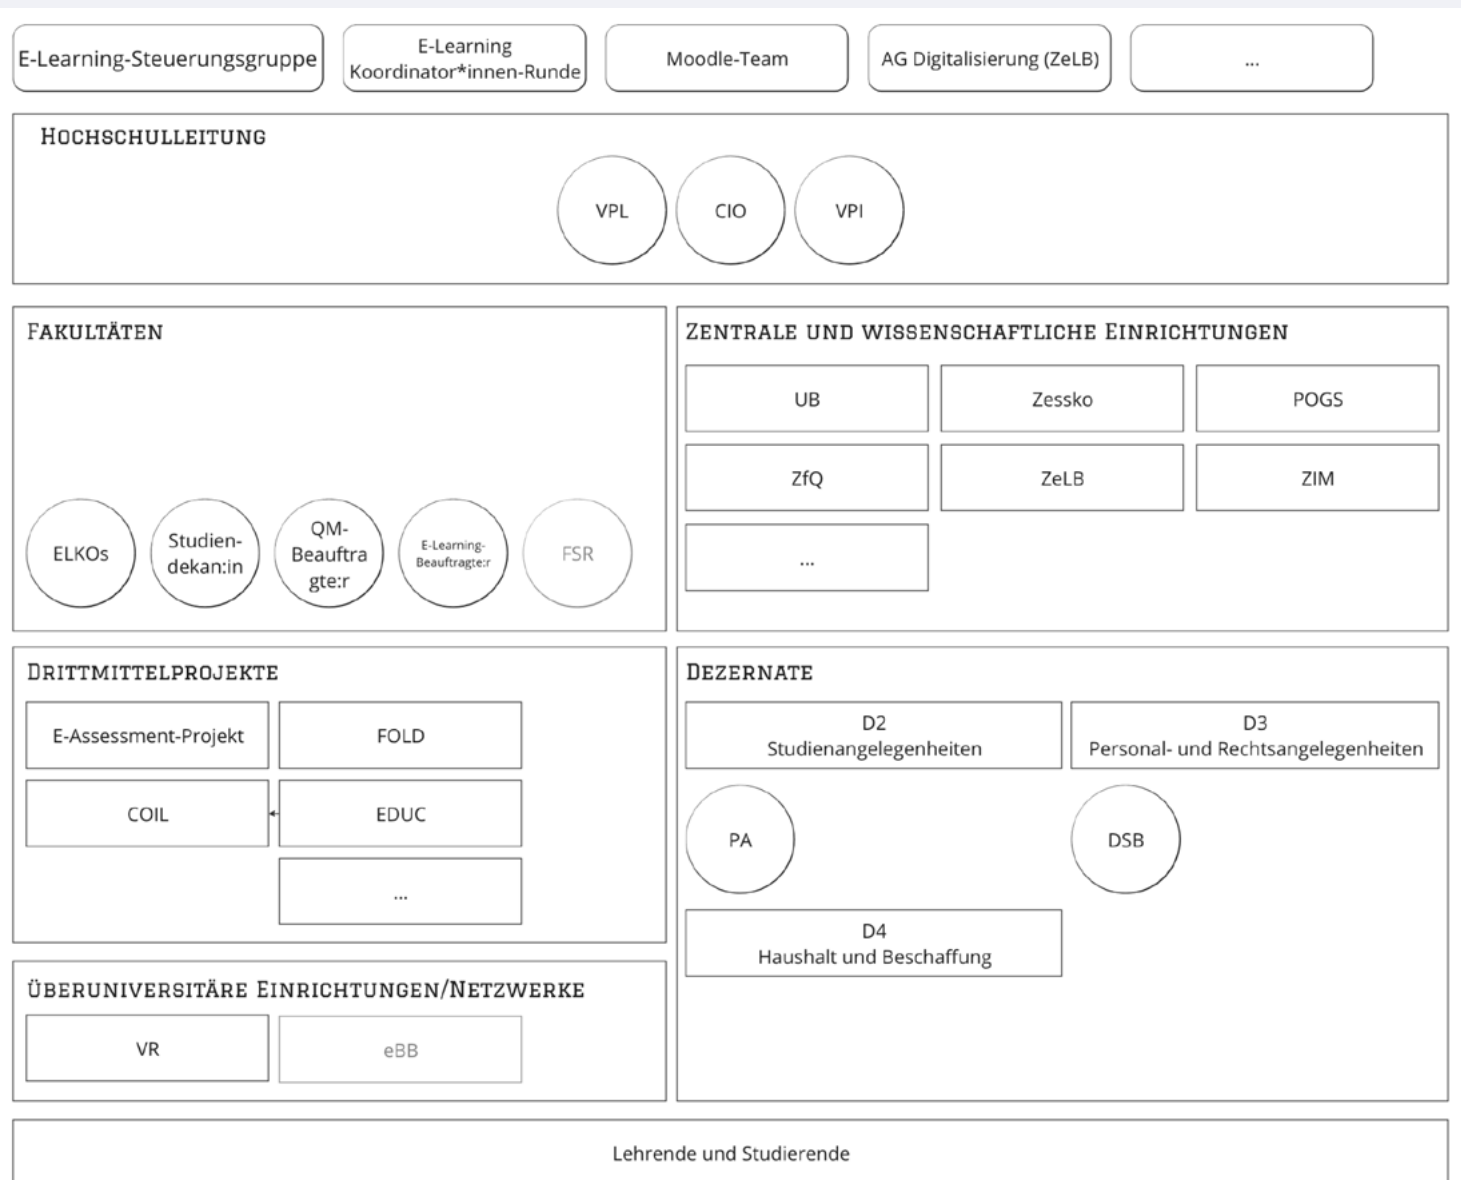 E-Learning-Steuerungsgruppe
E-Learning
Koordinator*innen-Runde
Moodle-Team
AG Digitalisierung (ZeLB)
...
Hochschulleitung
VPL
CIO
VPI
Fakultäten
ELKOs
Studien-
dekan:in
QM-
Beauftra
gte:r
E-Learning-
Beauftragte:r
FSR
Zentrale und wissenschaftliche Einrichtungen
UB
Zessko
POGS
ZfQ
ZeLB
ZIM
...
Drittmittelprojekte
E-Assessment-Projekt
FOLD
COIL
EDUC
...
Dezernate
D2
Studienangelegenheiten
D3
Personal- und Rechtsangelegenheiten
PA
DSB
D4
Haushalt und Beschaffung
überuniversitäre Einrichtungen/Netzwerke
VR
eBB
Lehrende und Studierende